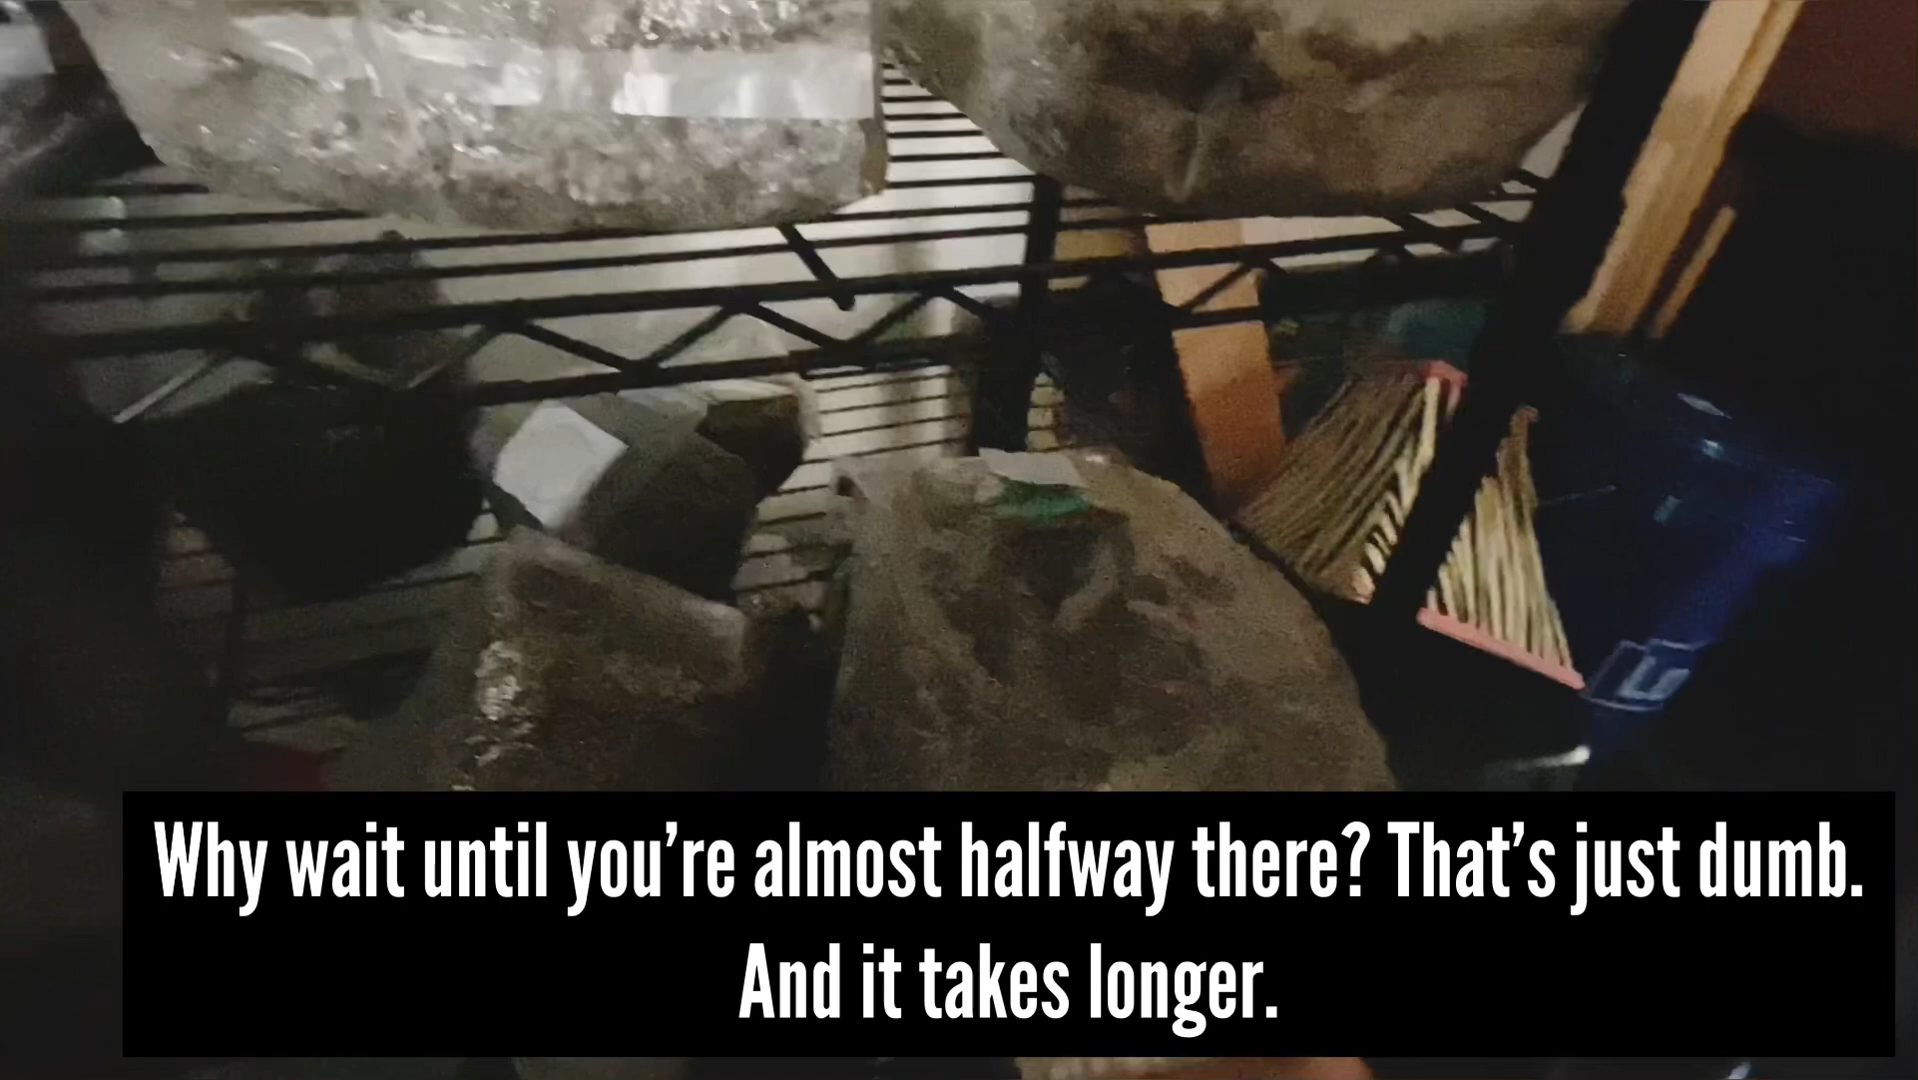 Why wait until you’re almost halfway there? That’s just dumb.
And it takes longer.